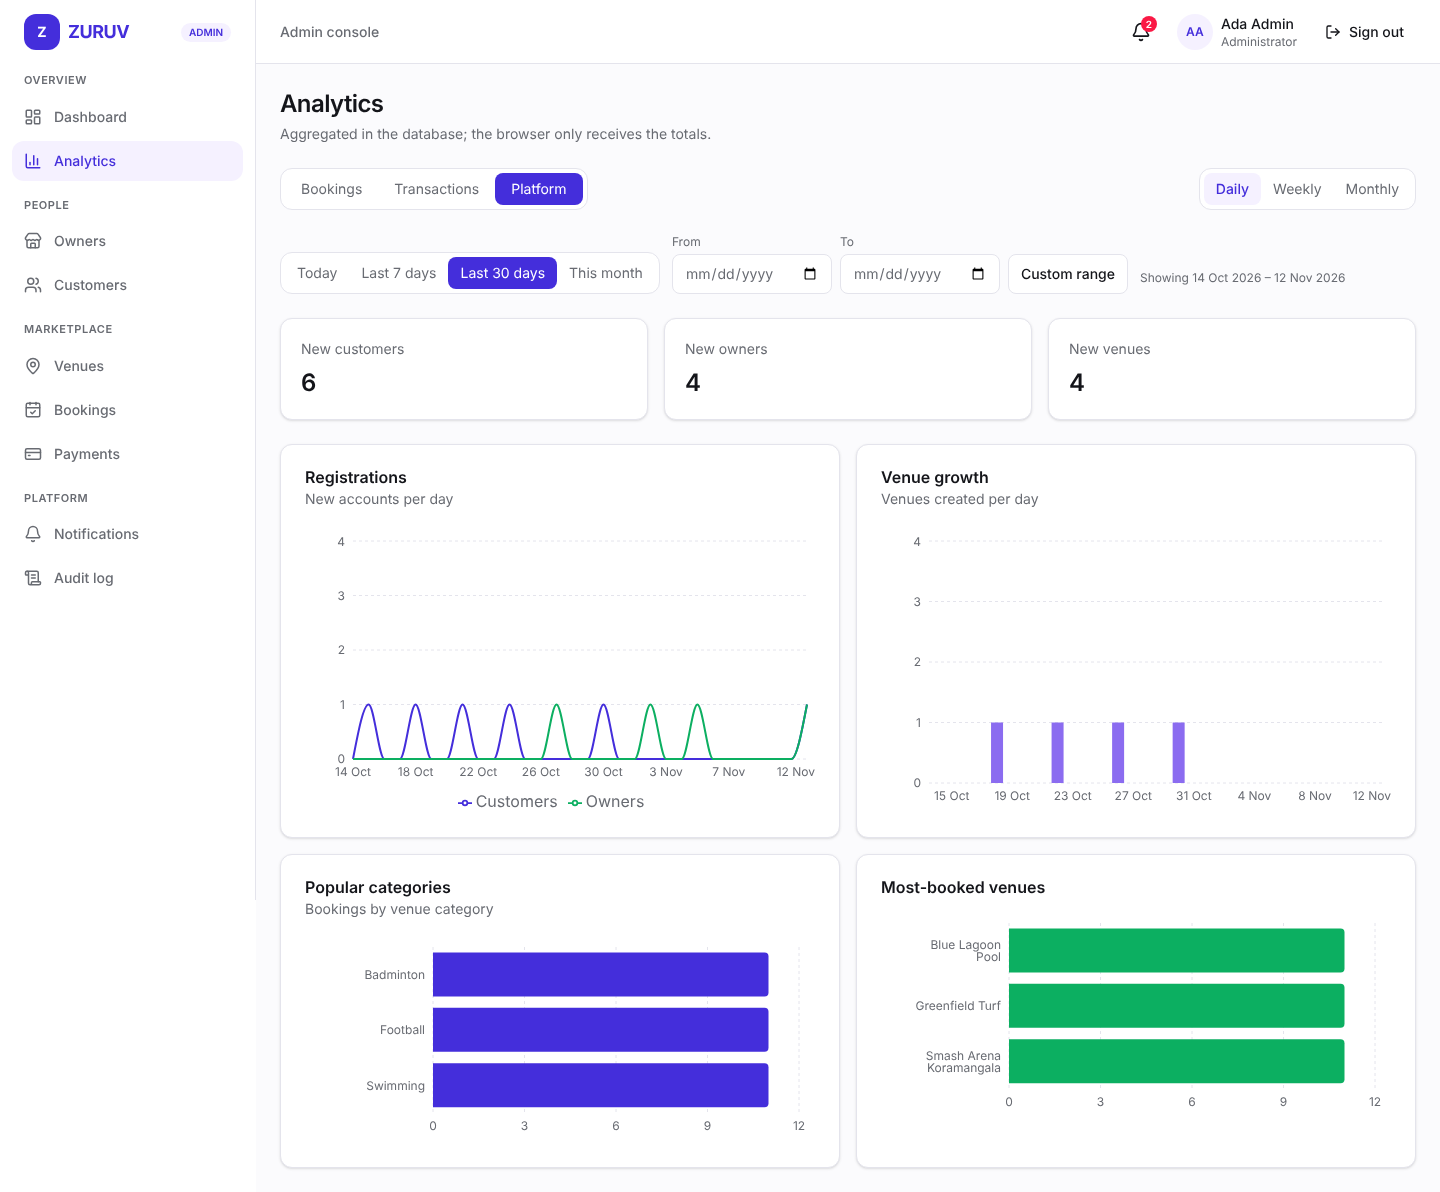 Z ZURUV ADMIN
OVERVIEW
Dashboard
Analytics
PEOPLE
Owners
Customers
MARKETPLACE
Venues
Bookings
Payments
PLATFORM
Notifications
Audit log
Admin console
2
AA
Ada Admin
Administrator
Sign out
Analytics
Aggregated in the database; the browser only receives the totals.
Bookings Transactions Platform
Daily Weekly Monthly
Today Last 7 days Last 30 days This month
From
mm/dd/yyyy
To
mm/dd/yyyy
Custom range
Showing 14 Oct 2026 – 12 Nov 2026
New customers
6
New owners
4
New venues
4
Registrations
New accounts per day
4
3
2
1
0
14 Oct 18 Oct 22 Oct 26 Oct 30 Oct 3 Nov 7 Nov 12 Nov
Customers Owners
Venue growth
Venues created per day
4
3
2
1
0
15 Oct 19 Oct 23 Oct 27 Oct 31 Oct 4 Nov 8 Nov 12 Nov
Popular categories
Bookings by venue category
Badminton
Football
Swimming
0 3 6 9 12
Most-booked venues
Blue Lagoon
Pool
Greenfield Turf
Smash Arena
Koramangala
0 3 6 9 12